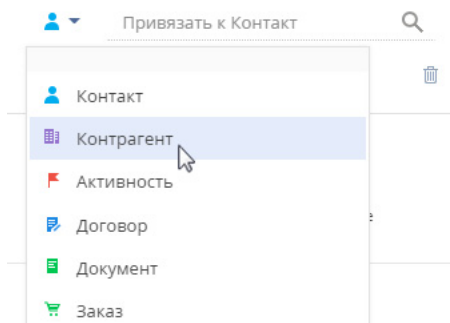 Привязать к Контакт
Контакт
Контрагент
Активность
Договор
Документ
Заказ